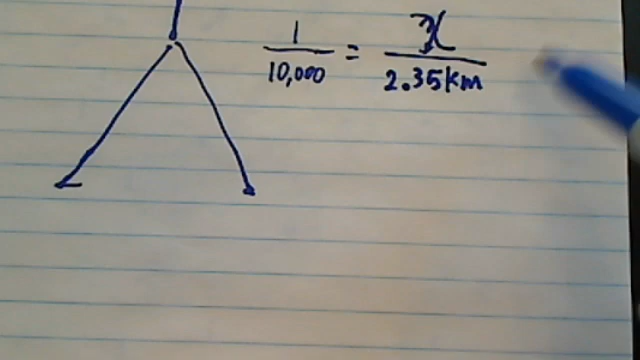 1/10,000 = x/2.35km